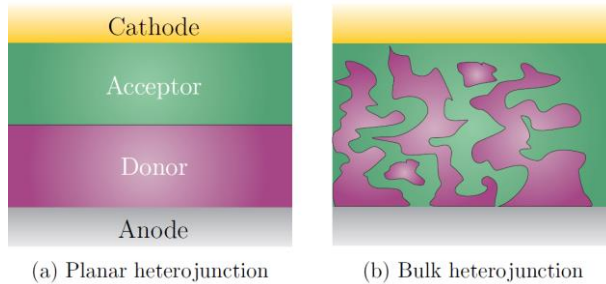 Cathode
Acceptor
Donor
Anode
(a) Planar heterojunction
(b) Bulk heterojunction